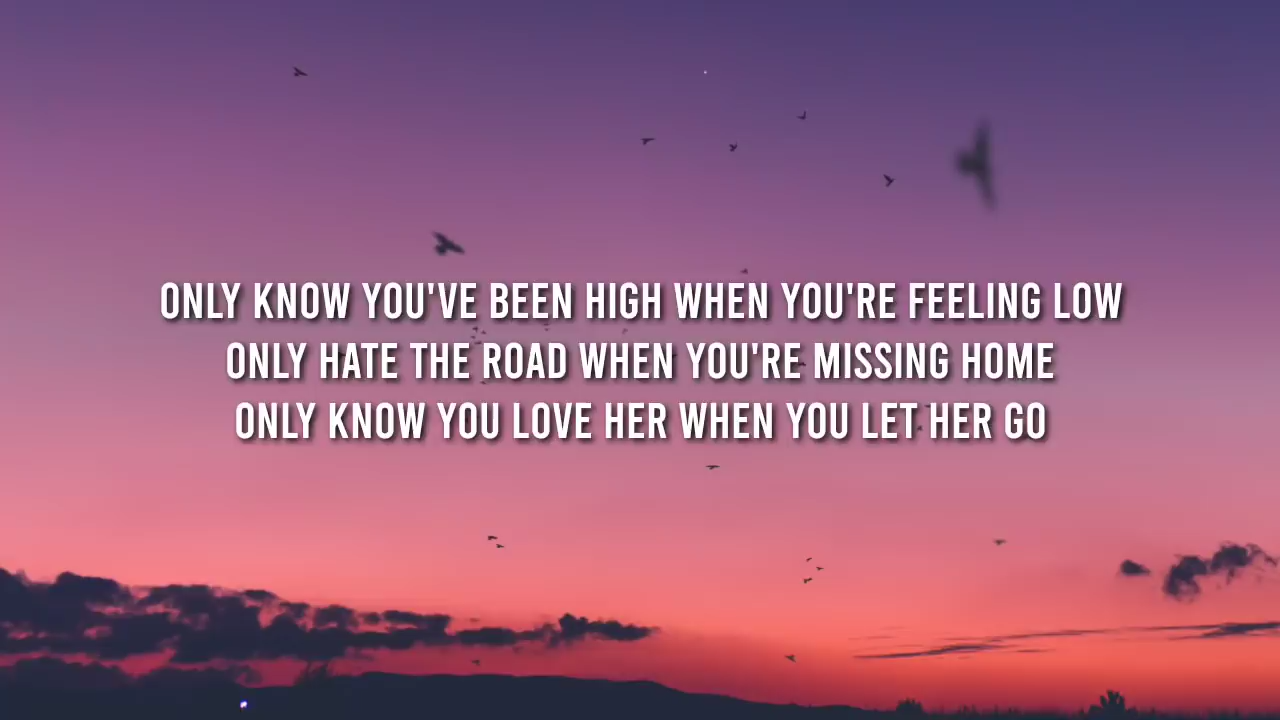 ONLY KNOW YOU'VE BEEN HIGH WHEN YOU'RE FEELING LOW
ONLY HATE THE ROAD WHEN YOU'RE MISSING HOME
ONLY KNOW YOU LOVE HER WHEN YOU LET HER GO